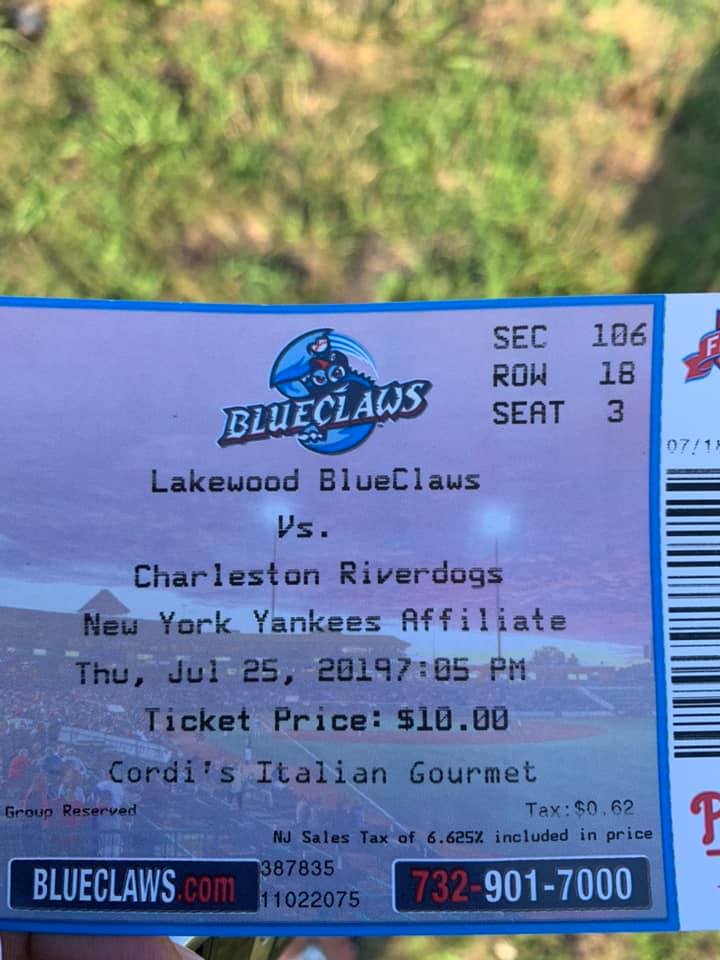 BLUECLAWS
SEC 106
ROW 18
SEAT 3
Lakewood BlueClaws
Vs.
Charleston Riverdogs
New York Yankees Affiliate
Thu, Jul 25, 20197:05 PM
Ticket Price: $10.00
Cordi's Italian Gourmet
Group Reserved
Tax:$0.62
NJ Sales Tax of 6.625% included in price
BLUECLAWS.com
387835
11022075
732-901-7000
F
07/1
P